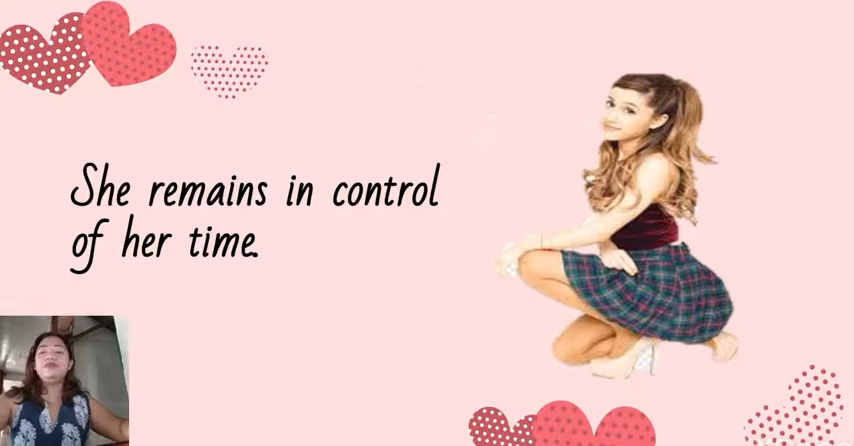 She remains in control
of her time.